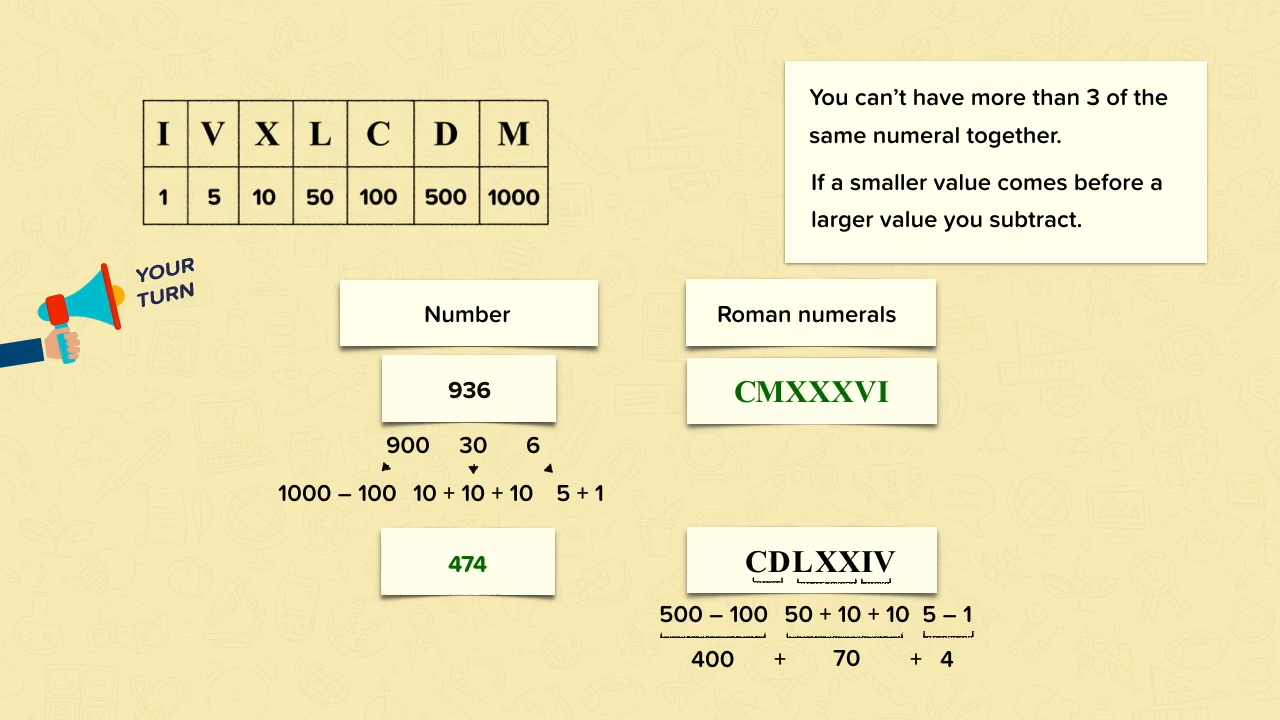 I V X L C D M
1 5 10 50 100 500 1000
You can’t have more than 3 of the
same numeral together.
If a smaller value comes before a
larger value you subtract.
YOUR
TURN
Number
Roman numerals
936
CMXXXVI
900 30 6
1000 – 100 10 + 10 + 10 5 + 1
474
CDLXXIV
500 – 100 50 + 10 + 10 5 – 1
400 + 70 + 4